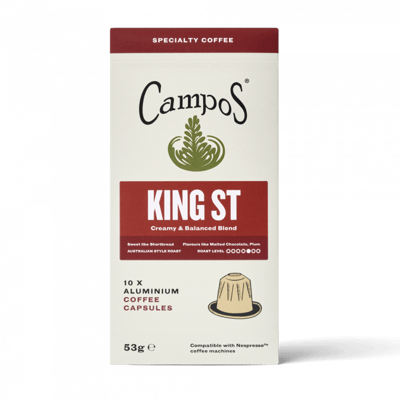 SPECIALTY COFFEE
Campos®
KING ST
Creamy & Balanced Blend
Sweet like Shortbread Flavours like Malted Chocolate, Plum
AUSTRALIAN STYLE ROAST ROAST LEVEL
10 X
ALUMINIUM
COFFEE
CAPSULES
53g ℮
Compatible with Nespresso™
coffee machines